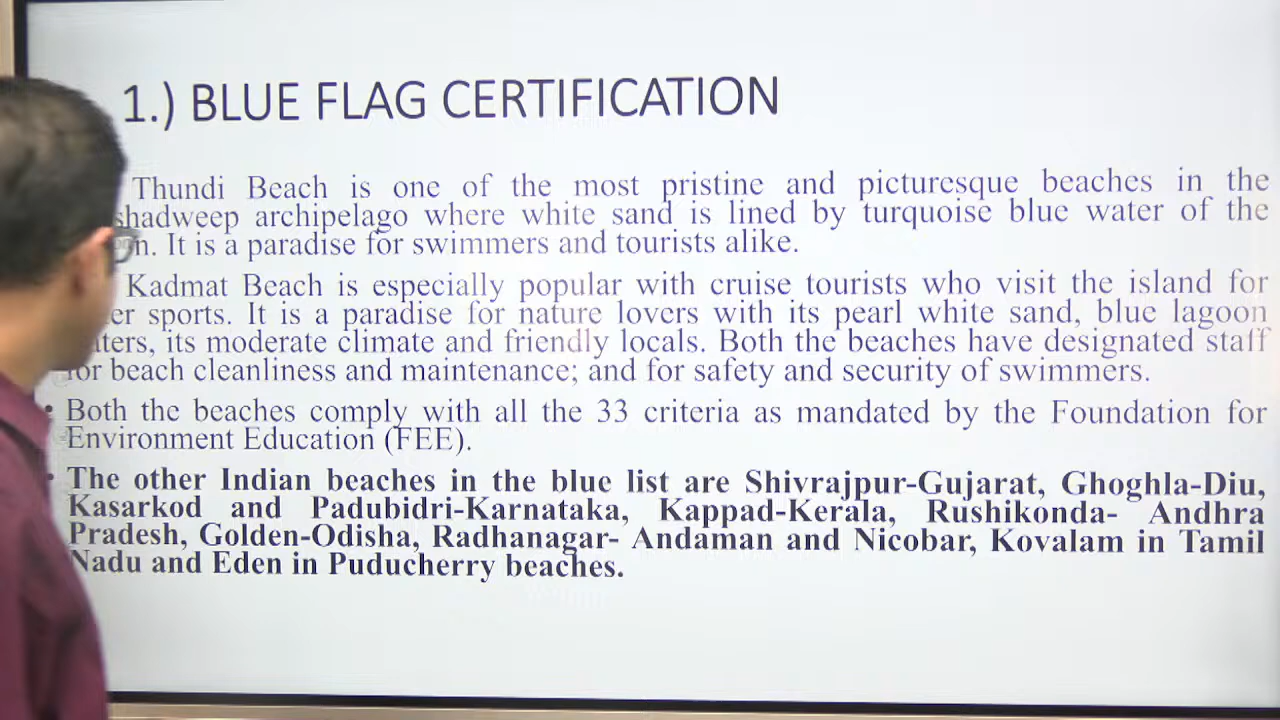 1.) BLUE FLAG CERTIFICATION
Thundi Beach is one of the most pristine and picturesque beaches in the
archipelago where white sand is lined by turquoise blue water of the
It is a paradise for swimmers and tourists alike.
Kadmat Beach is especially popular with cruise tourists who visit the island for
sports. It is a paradise for nature lovers with its pearl white sand, blue lagoon
its moderate climate and friendly locals. Both the beaches have designated staff
for beach cleanliness and maintenance; and for safety and security of swimmers.
• Both the beaches comply with all the 33 criteria as mandated by the Foundation for
Environment Education (FEE).
• The other Indian beaches in the blue list are Shivrajpur-Gujarat, Ghoghla-Diu,
Kasarkod and Padubidri-Karnataka, Kappad-Kerala, Rushikonda- Andhra
Pradesh, Golden-Odisha, Radhanagar- Andaman and Nicobar, Kovalam in Tamil
Nadu and Eden in Puducherry beaches.